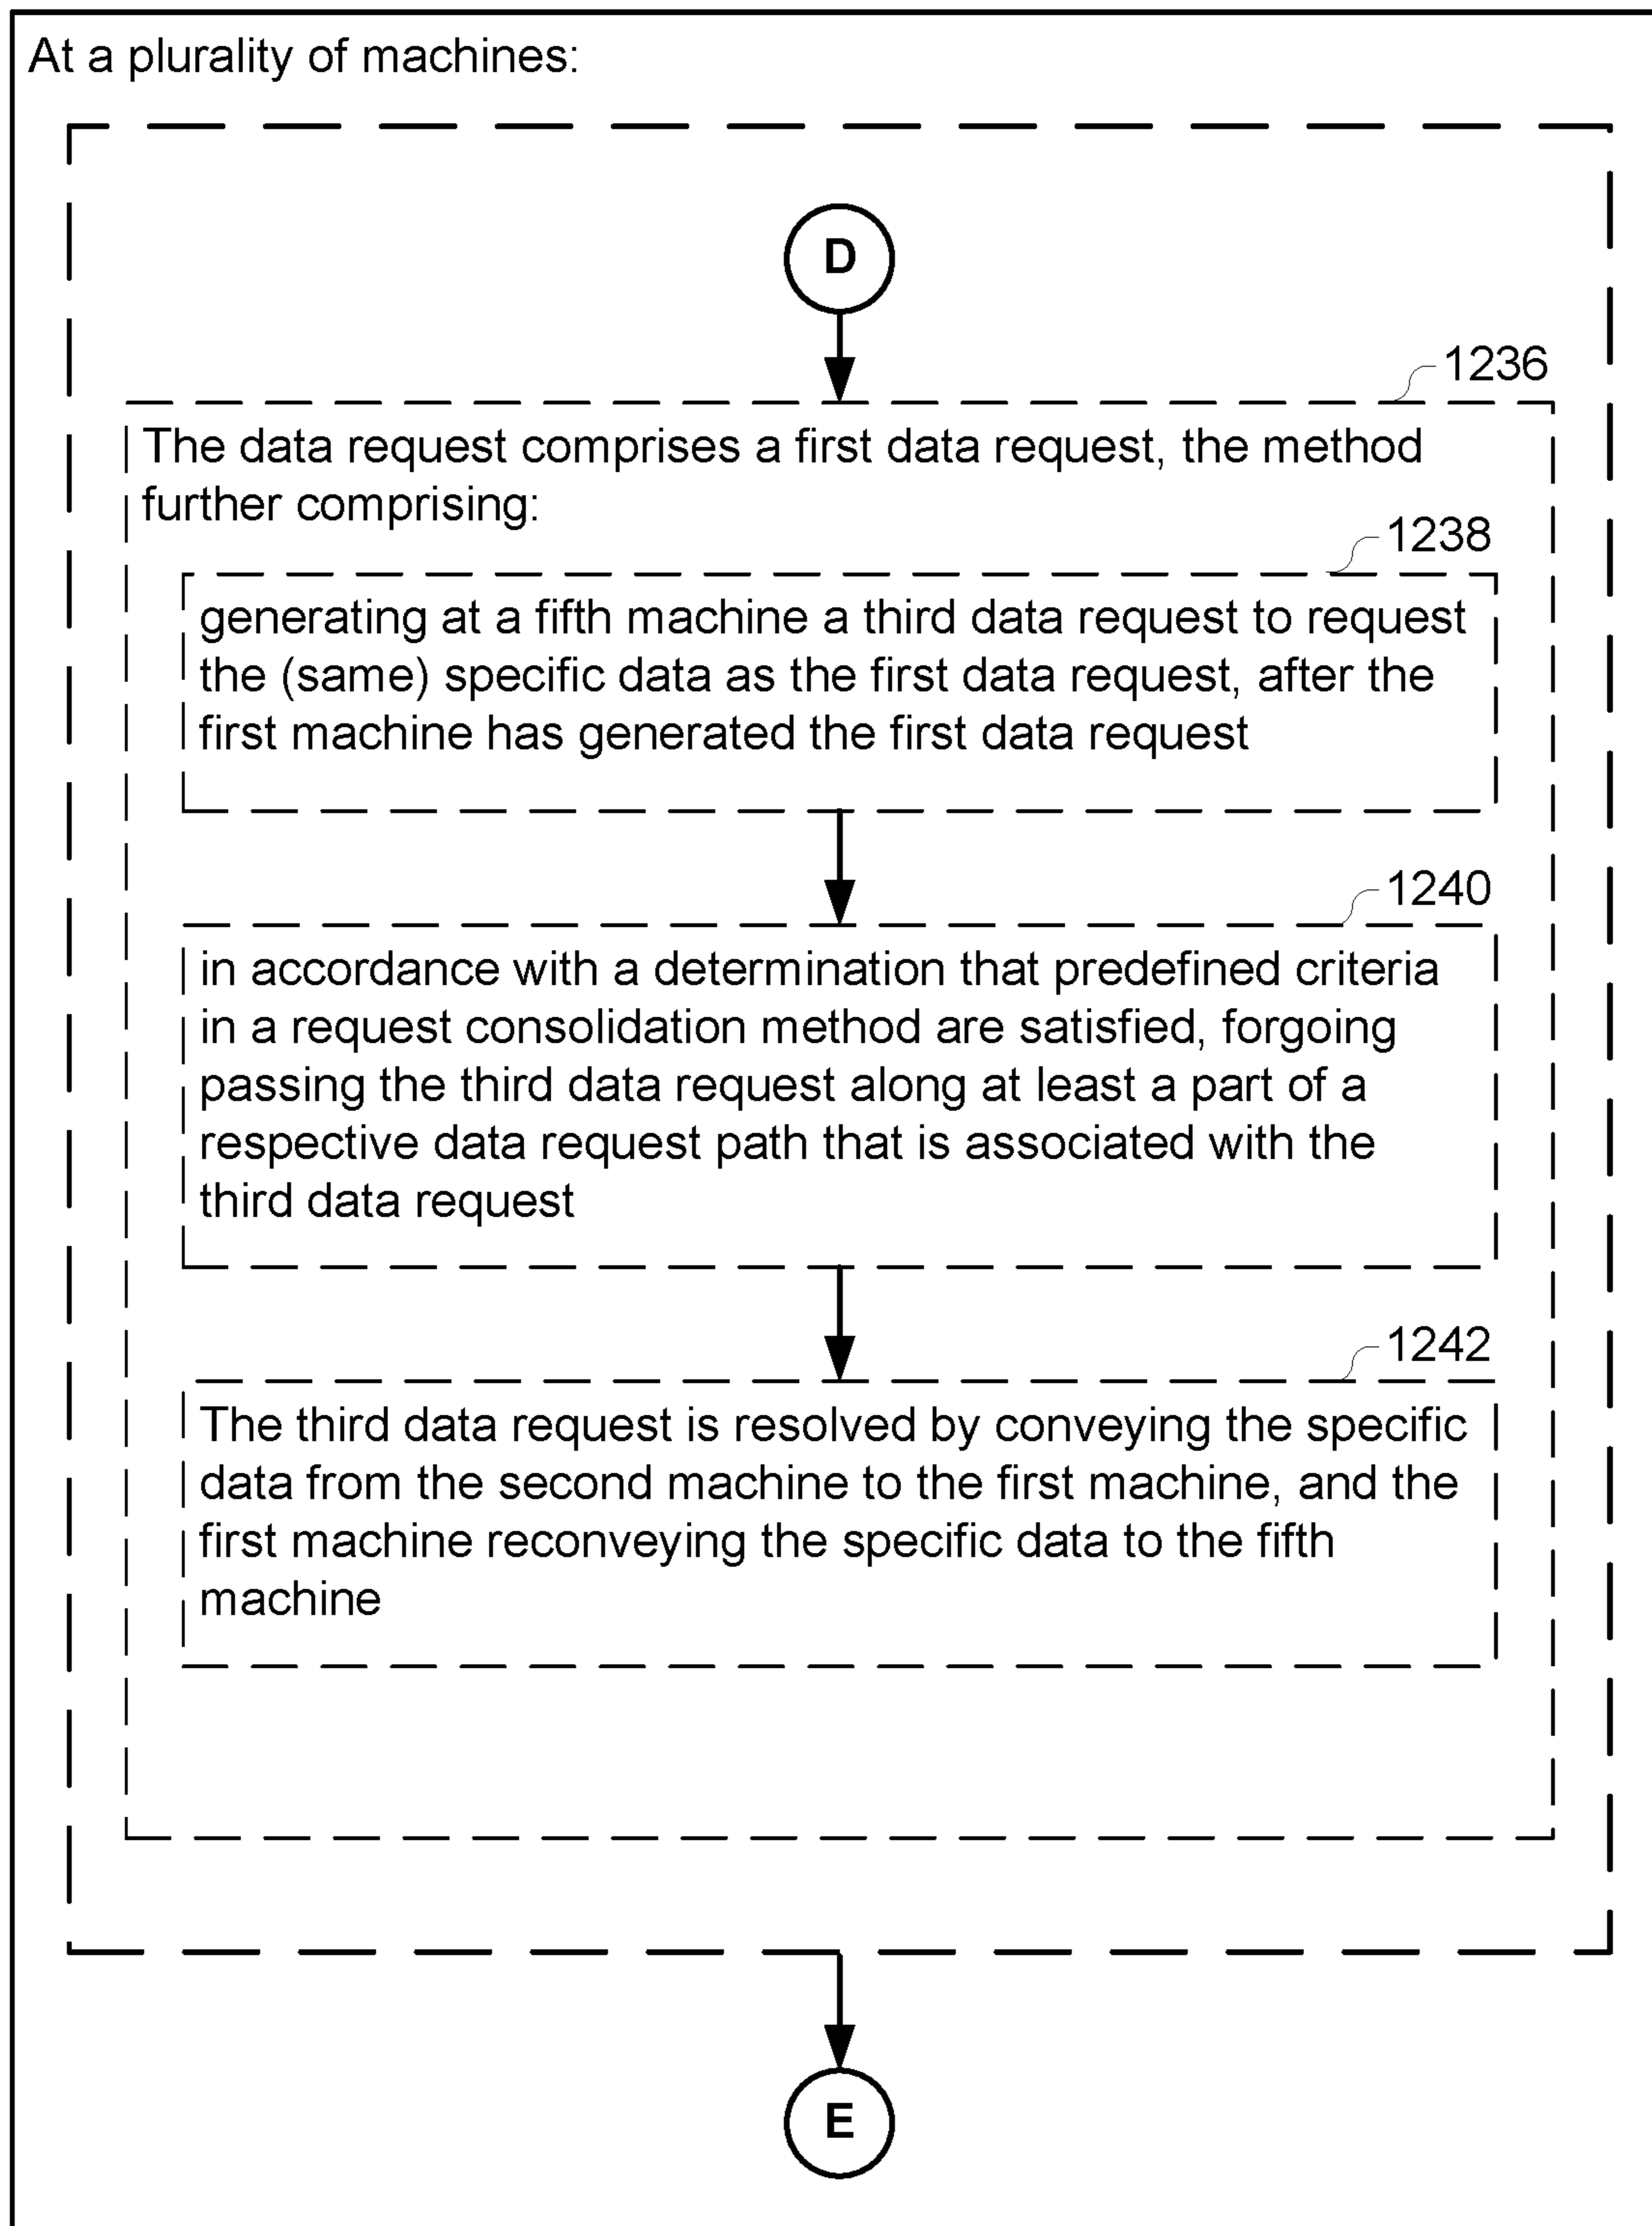 At a plurality of machines:
D
1236
The data request comprises a first data request, the method
further comprising:
1238
generating at a fifth machine a third data request to request
the (same) specific data as the first data request, after the
first machine has generated the first data request
1240
in accordance with a determination that predefined criteria
in a request consolidation method are satisfied, forgoing
passing the third data request along at least a part of a
respective data request path that is associated with the
third data request
1242
The third data request is resolved by conveying the specific
data from the second machine to the first machine, and the
first machine reconveying the specific data to the fifth
machine
E